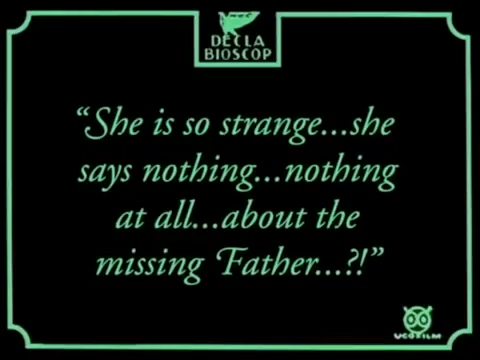 DECLA
BIOSCOP
“She is so strange...she
says nothing...nothing
at all...about the
missing Father...?!”
UCOFILM